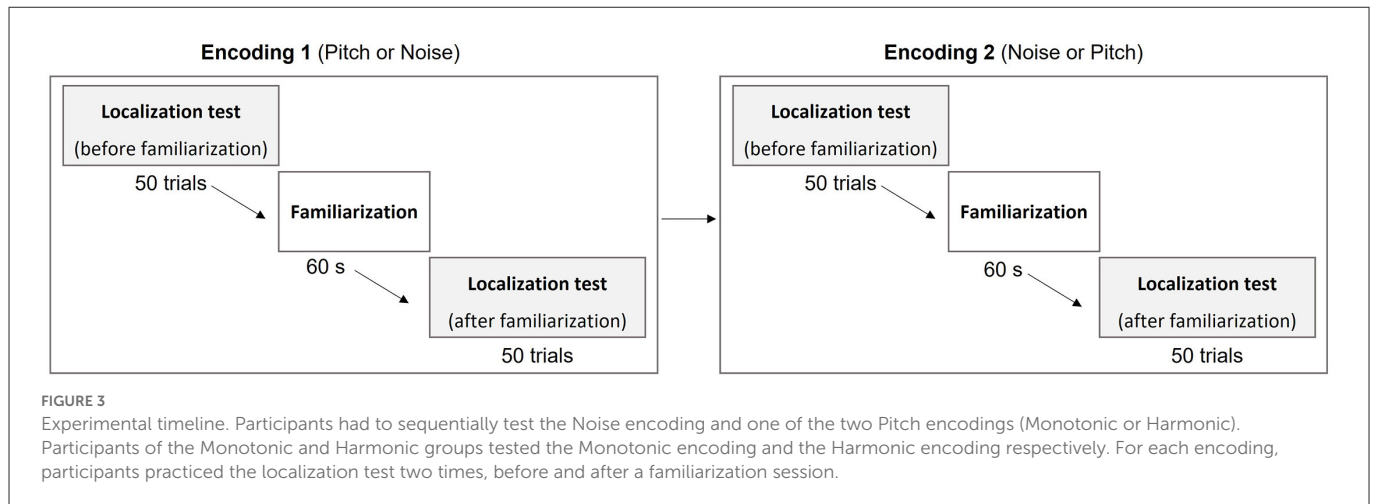 Encoding 1 (Pitch or Noise)
Localization test
(before familiarization)
50 trials
Familiarization
60 s
Localization test
(after familiarization)
50 trials
Encoding 2 (Noise or Pitch)
Localization test
(before familiarization)
50 trials
Familiarization
60 s
Localization test
(after familiarization)
50 trials
FIGURE 3
Experimental timeline. Participants had to sequentially test the Noise encoding and one of the two Pitch encodings (Monotonic or Harmonic).
Participants of the Monotonic and Harmonic groups tested the Monotonic encoding and the Harmonic encoding respectively. For each encoding,
participants practiced the localization test two times, before and after a familiarization session.